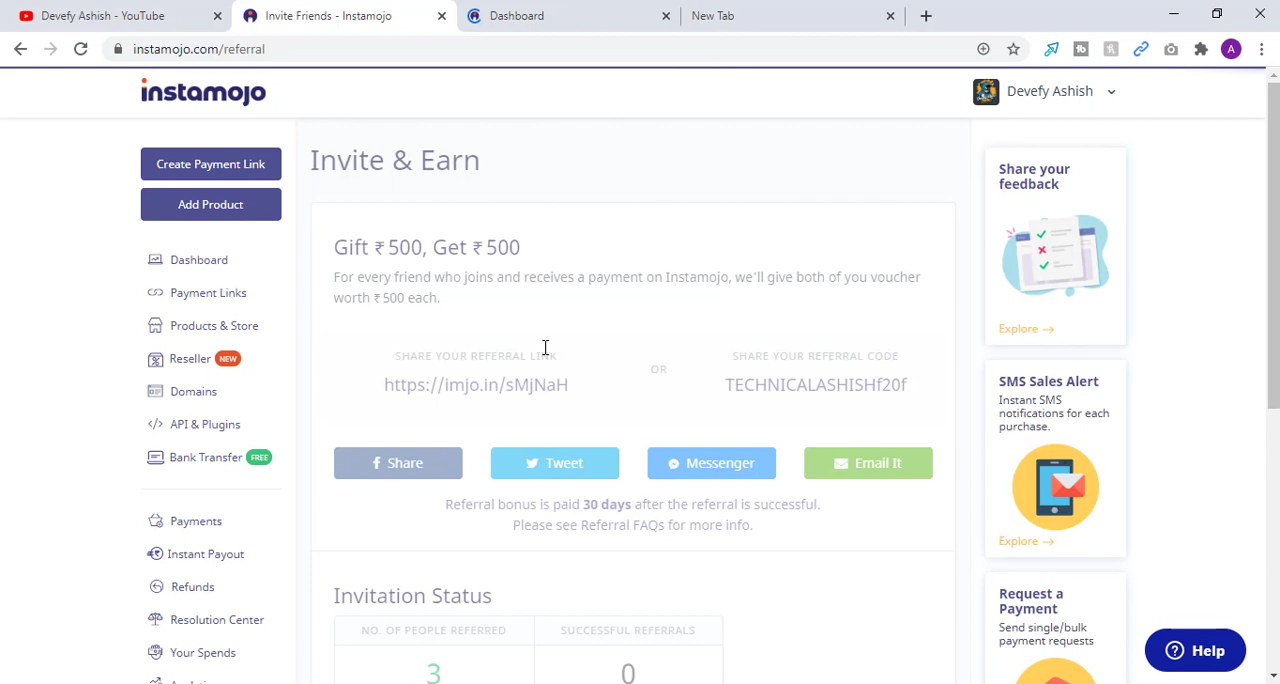 Devefy Ashish - YouTube
Invite Friends - Instamojo
Dashboard
New Tab
instamojo.com/referral
A
instamojo
Devefy Ashish
Create Payment Link
Add Product
Dashboard
Payment Links
Products & Store
Reseller NEW
Domains
API & Plugins
Bank Transfer FREE
Payments
Instant Payout
Refunds
Resolution Center
Your Spends
Invite & Earn
Gift ₹500, Get ₹500
For every friend who joins and receives a payment on Instamojo, we'll give both of you voucher
worth ₹500 each.
SHARE YOUR REFERRAL LINK
https://imjo.in/sMjNaH
OR
SHARE YOUR REFERRAL CODE
TECHNICALASHISHf20f
Share
Tweet
Messenger
Email It
Referral bonus is paid 30 days after the referral is successful.
Please see Referral FAQs for more info.
Invitation Status
NO. OF PEOPLE REFERRED
SUCCESSFUL REFERRALS
3
0
Share your
feedback
Explore →
SMS Sales Alert
Instant SMS
notifications for each
purchase.
Explore →
Request a
Payment
Send single/bulk
payment requests
Help